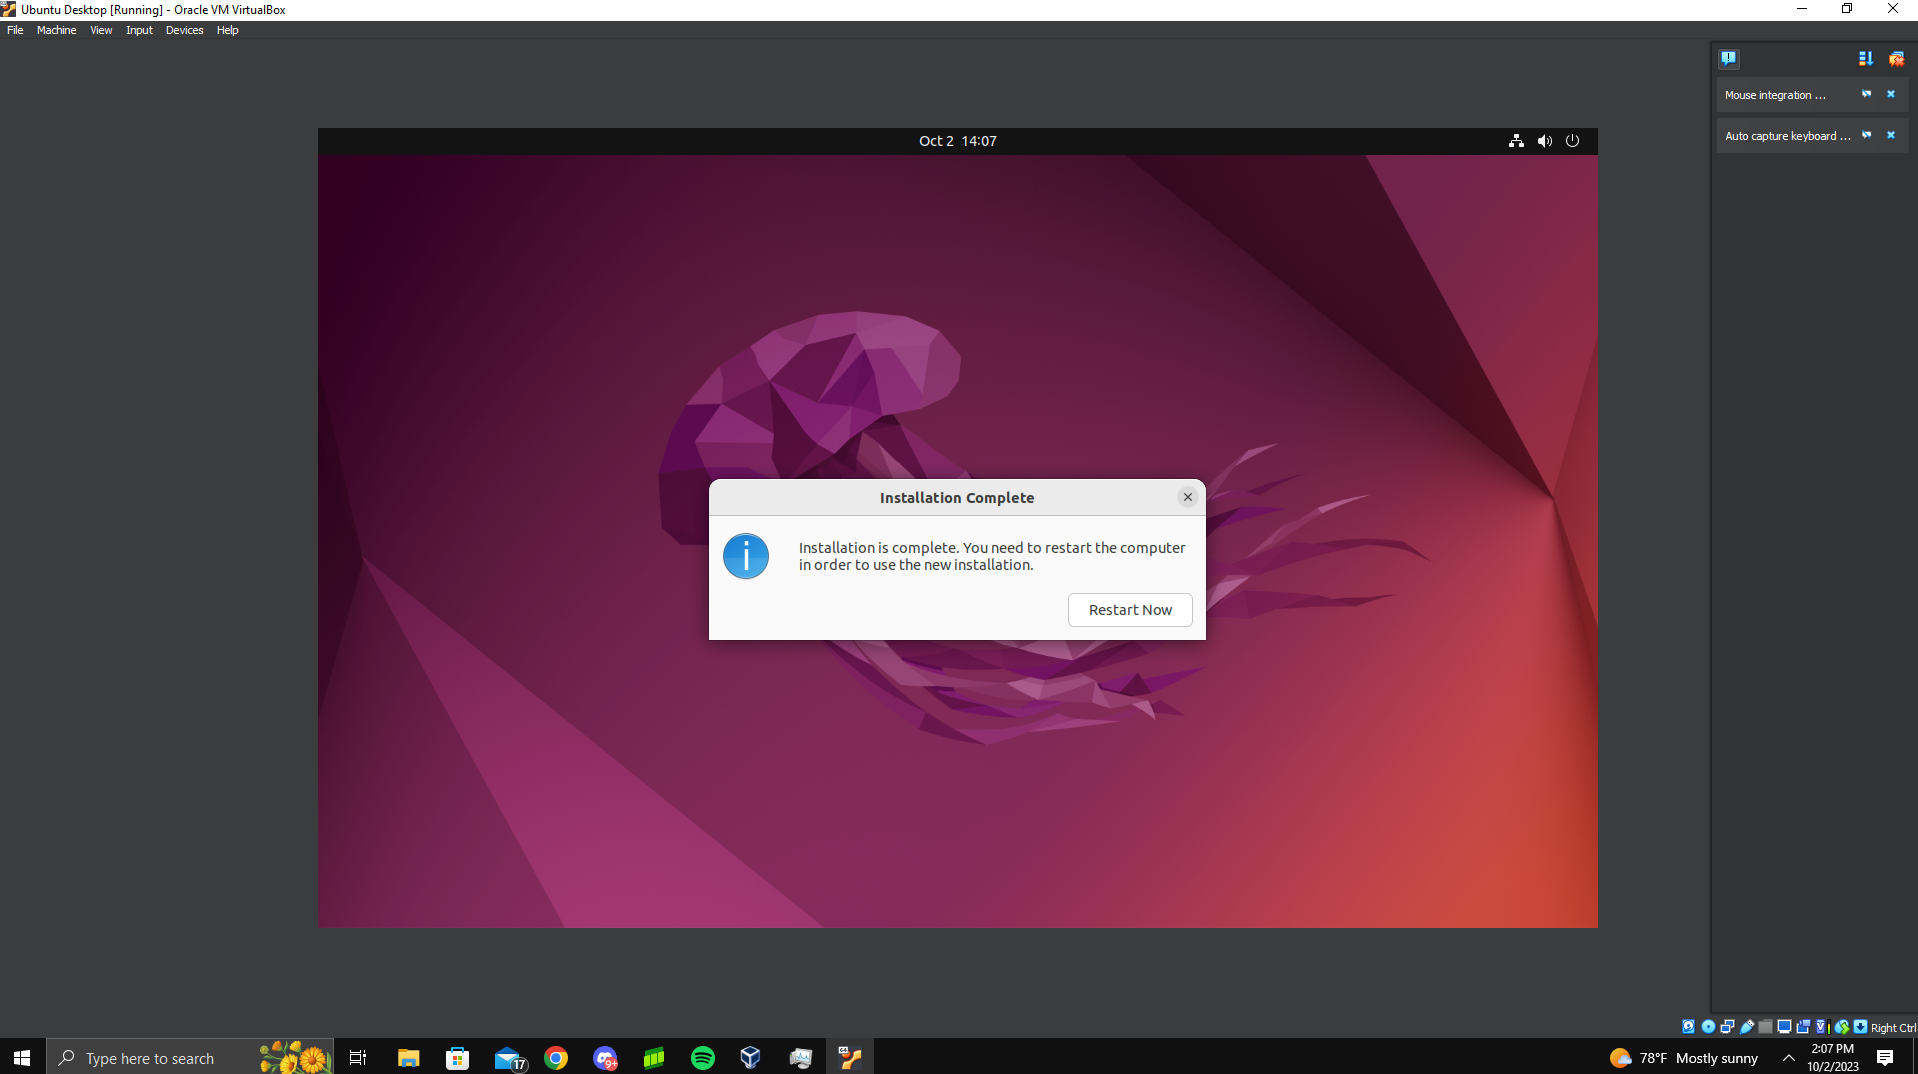 Ubuntu Desktop [Running] - Oracle VM VirtualBox
File Machine View Input Devices Help
Mouse integration ...
Auto capture keyboard ...
Oct 2 14:07
Installation Complete
Installation is complete. You need to restart the computer
in order to use the new installation.
Restart Now
Right Ctrl
Type here to search
17
9+
64
78°F Mostly sunny
2:07 PM
10/2/2023